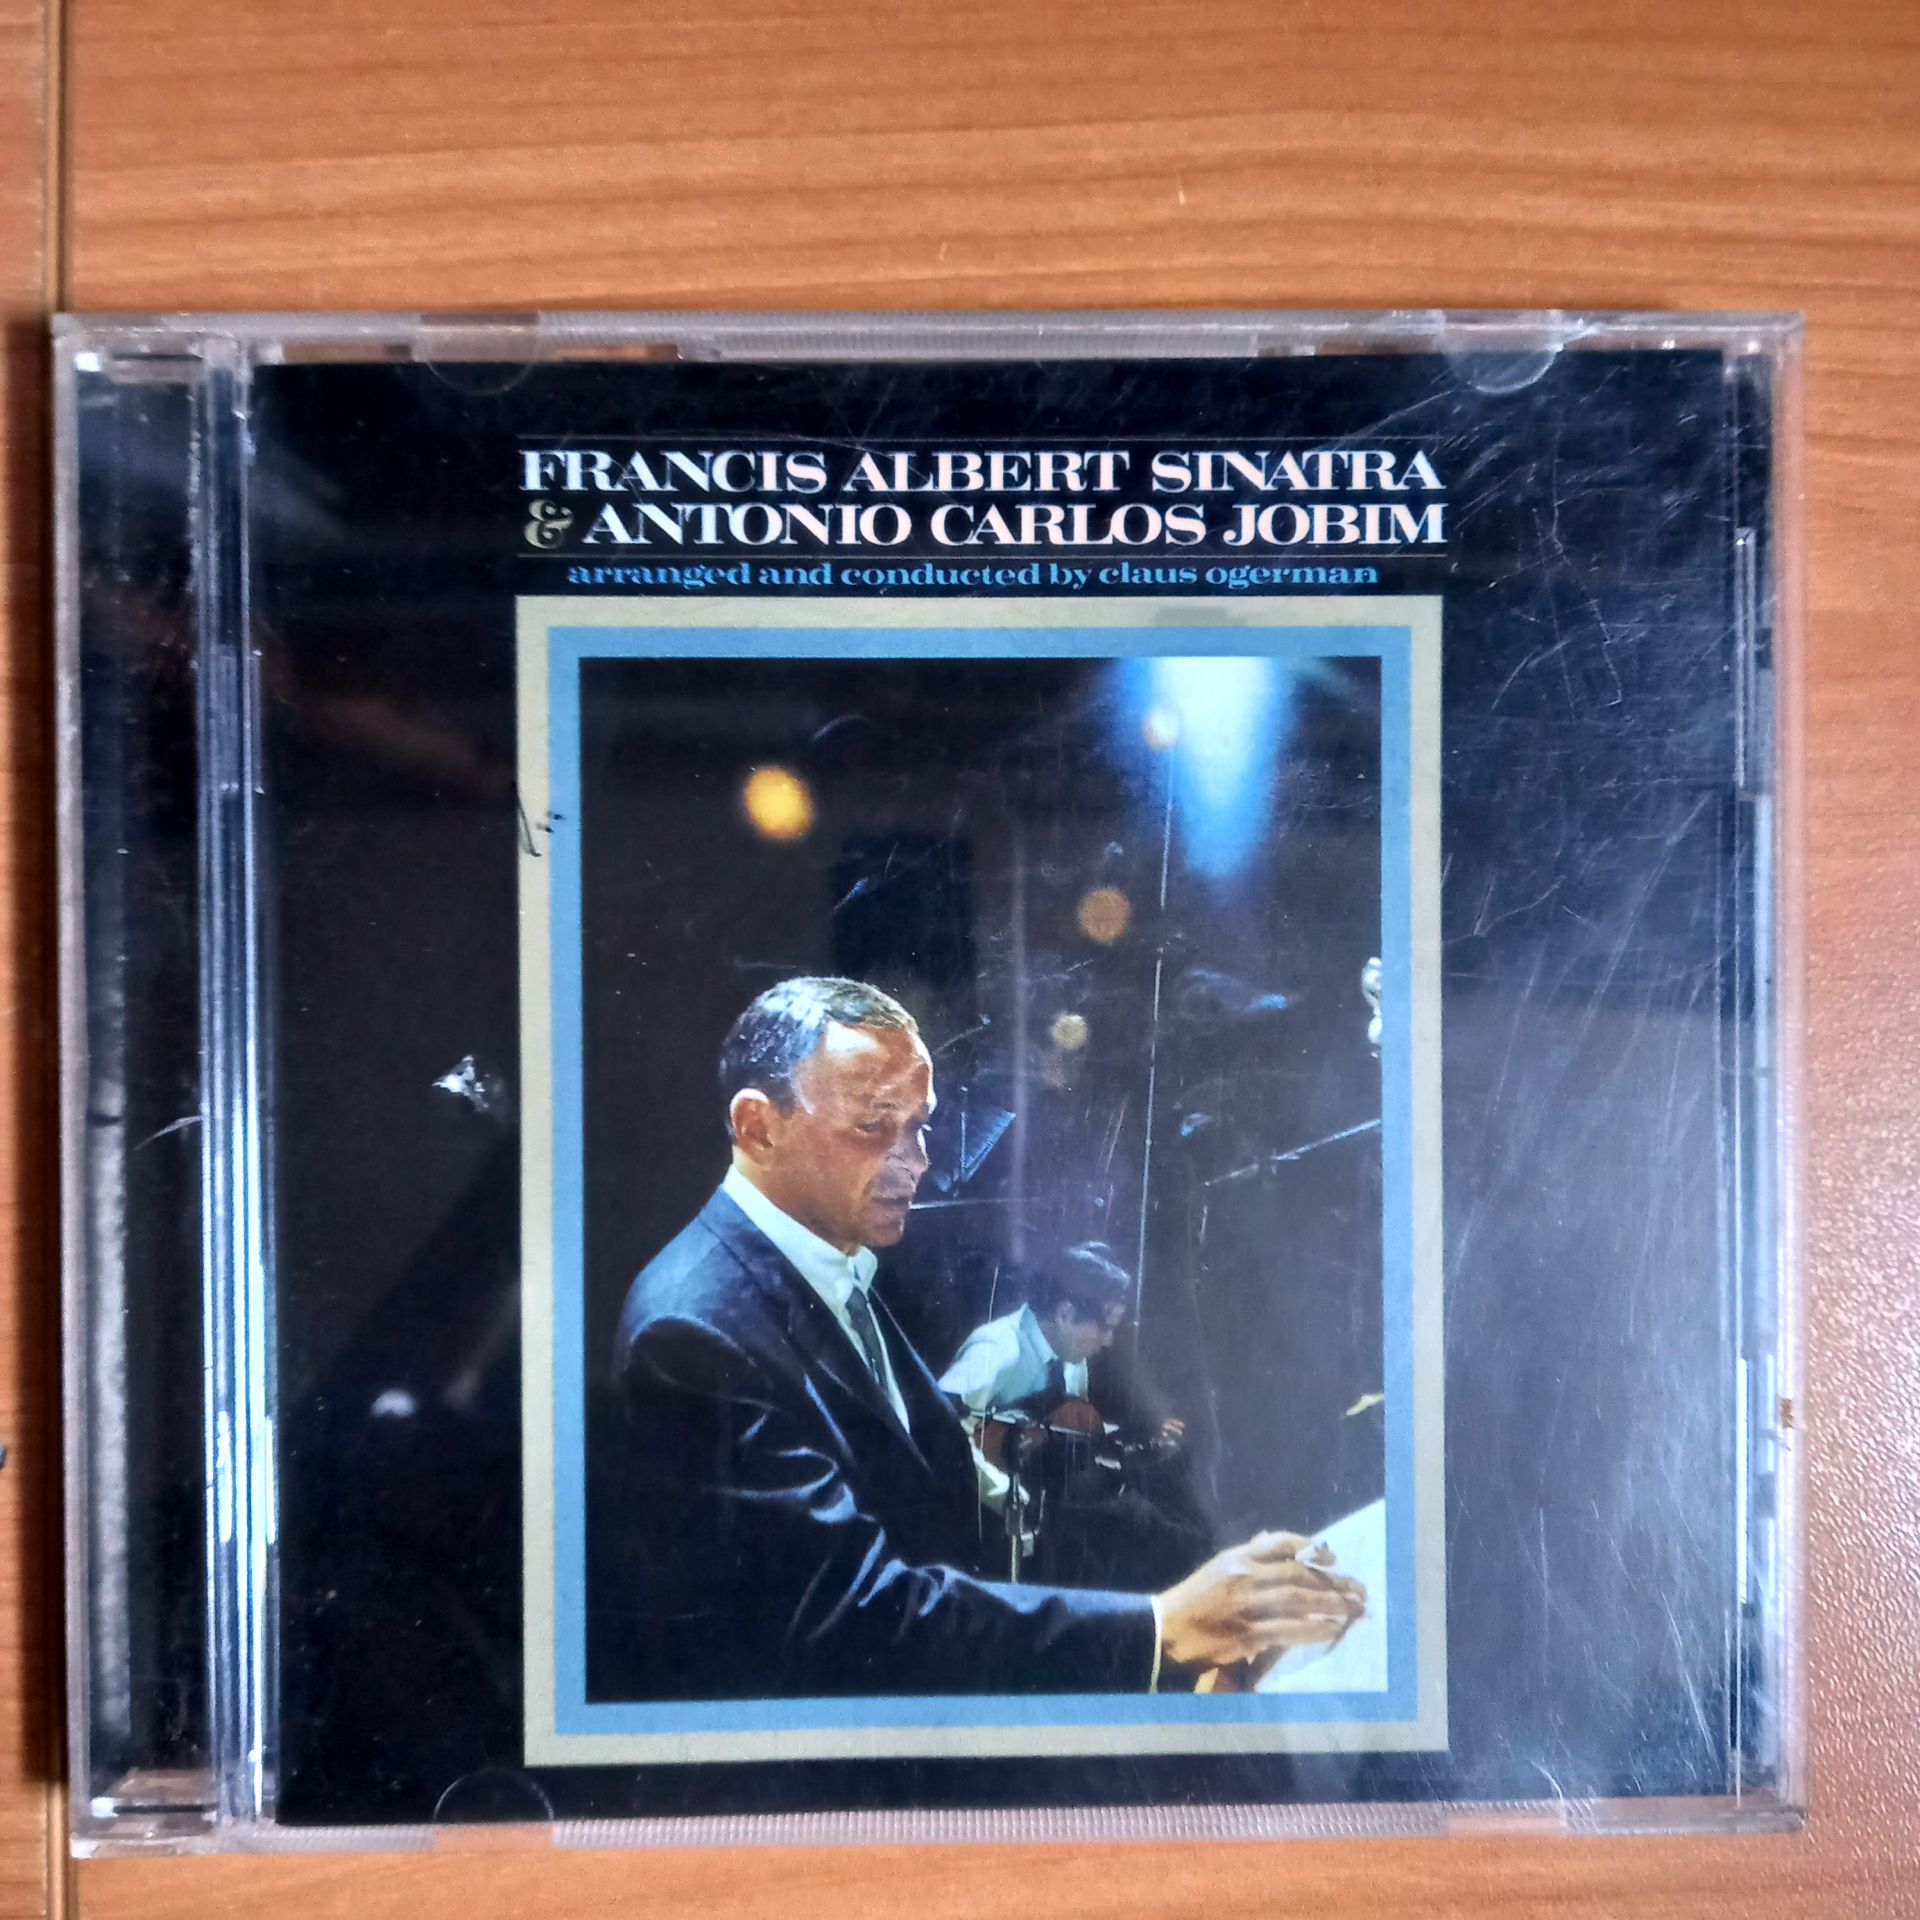 FRANCIS ALBERT SINATRA
& ANTONIO CARLOS JOBIM
arranged and conducted by claus ogerman